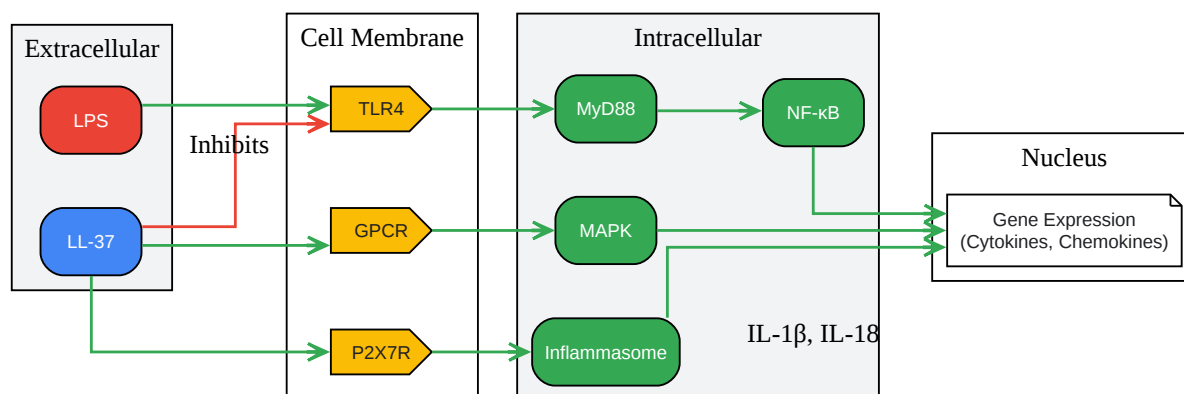 Extracellular
Cell Membrane
Intracellular
LPS
TLR4
MyD88
NF-κB
Inhibits
Nucleus
LL-37
GPCR
MAPK
Gene Expression
(Cytokines, Chemokines)
P2X7R
Inflammasome
IL-1β, IL-18